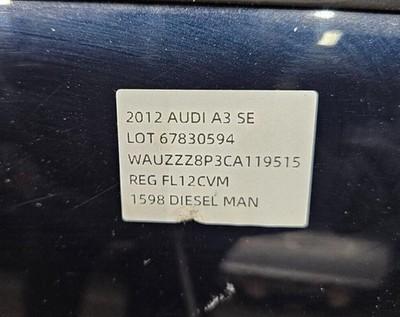 2012 AUDI A3 SE
LOT 67830594
WAUZZZ8P3CA119515
REG FL12CVM
1598 DIESEL MAN